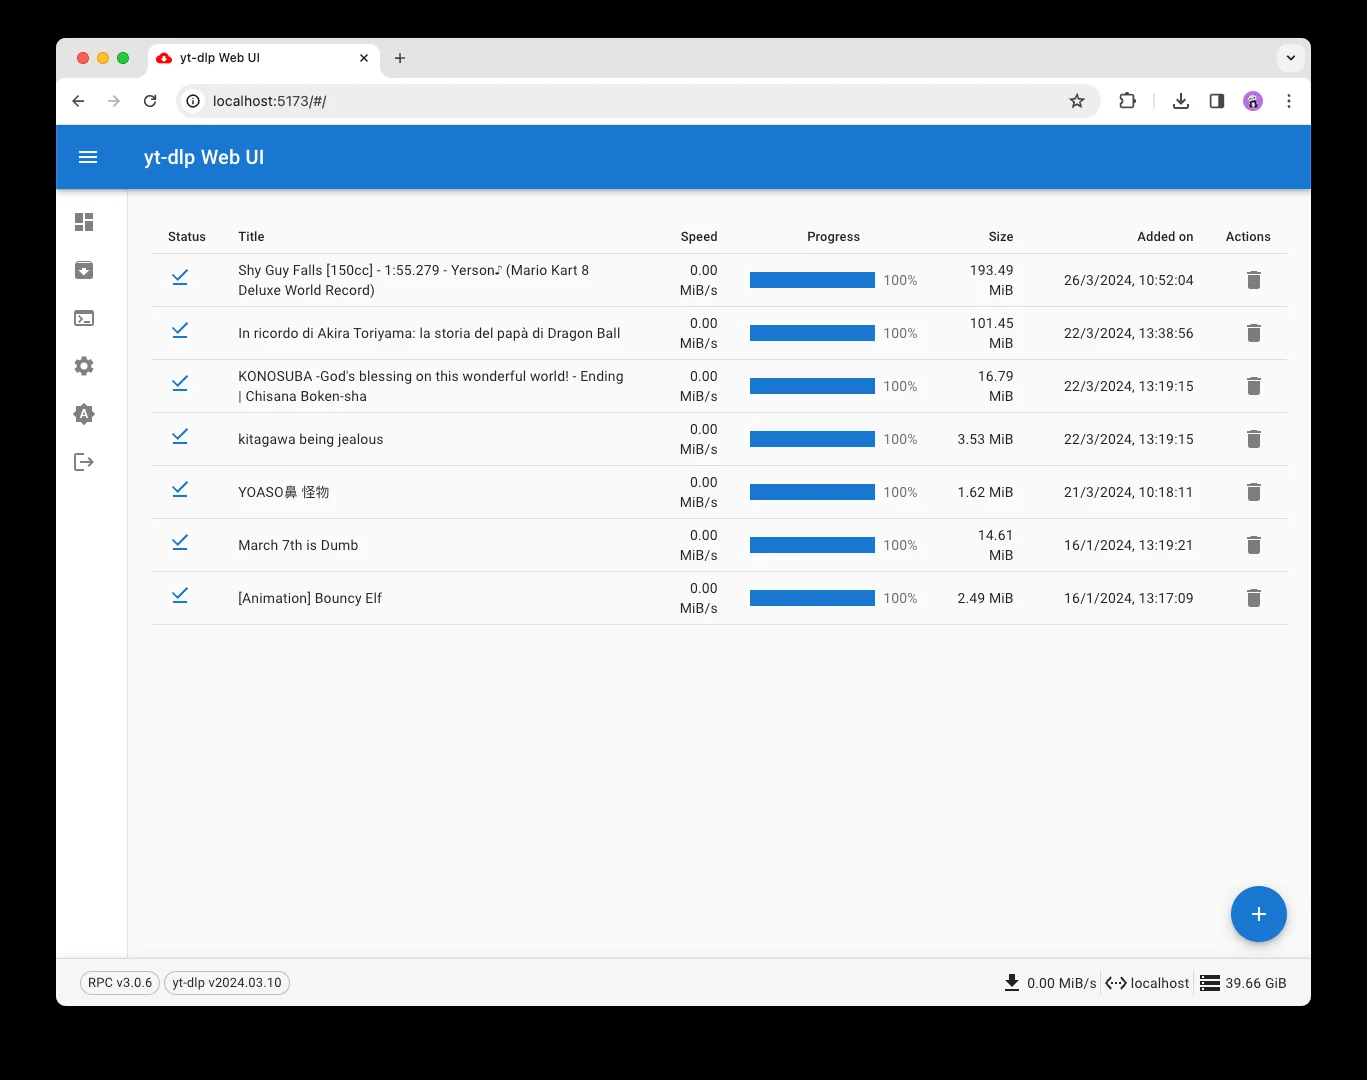 yt-dlp Web UI
localhost:5173/#/
yt-dlp Web UI
Status Title Speed Progress Size Added on Actions
Shy Guy Falls [150cc] - 1:55.279 - Yerson♪ (Mario Kart 8
Deluxe World Record)
0.00
MiB/s
100%
193.49
MiB
26/3/2024, 10:52:04
In ricordo di Akira Toriyama: la storia del papà di Dragon Ball
0.00
MiB/s
100%
101.45
MiB
22/3/2024, 13:38:56
KONOSUBA -God's blessing on this wonderful world! - Ending
| Chisana Boken-sha
0.00
MiB/s
100%
16.79
MiB
22/3/2024, 13:19:15
kitagawa being jealous
0.00
MiB/s
100%
3.53 MiB
22/3/2024, 13:19:15
YOASO鼻 怪物
0.00
MiB/s
100%
1.62 MiB
21/3/2024, 10:18:11
March 7th is Dumb
0.00
MiB/s
100%
14.61
MiB
16/1/2024, 13:19:21
[Animation] Bouncy Elf
0.00
MiB/s
100%
2.49 MiB
16/1/2024, 13:17:09
RPC v3.0.6 yt-dlp v2024.03.10 0.00 MiB/s localhost 39.66 GiB